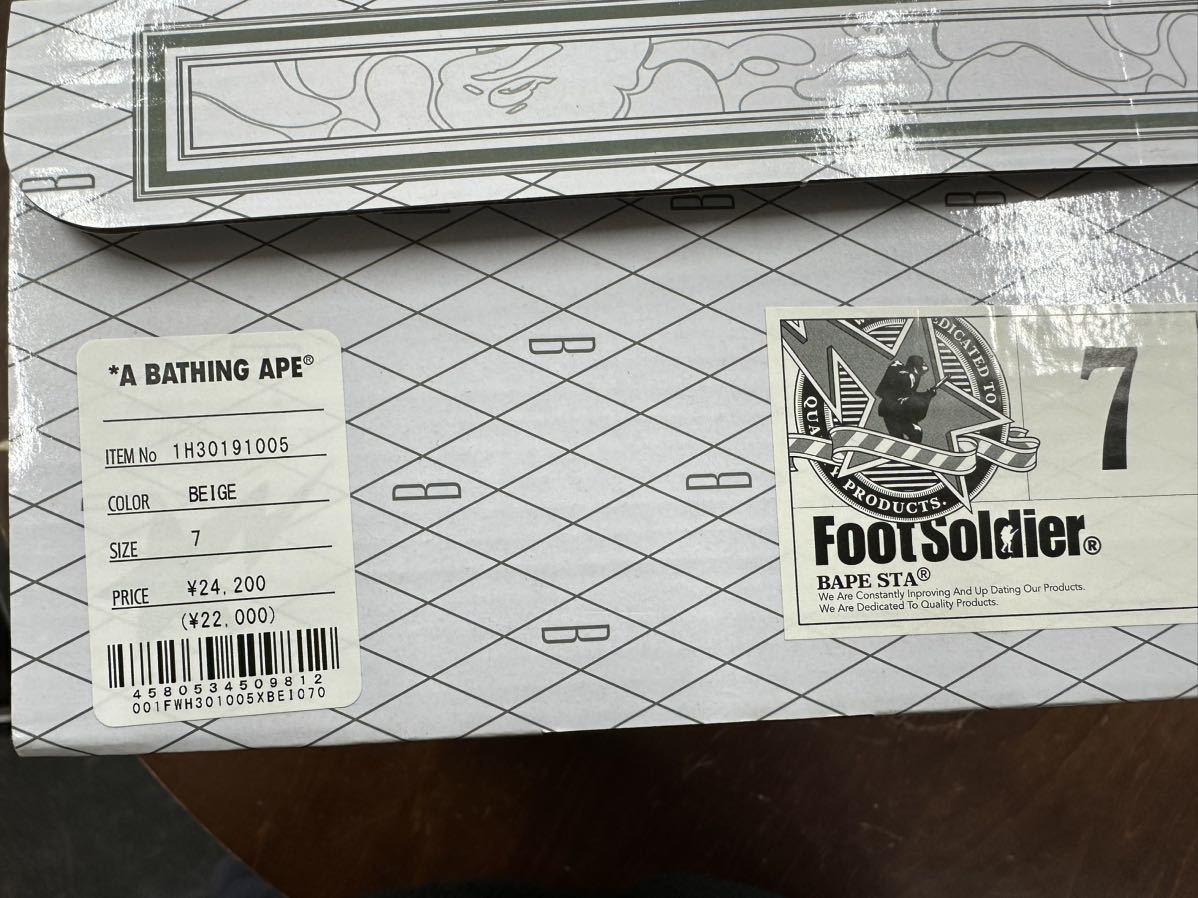 *A BATHING APE®
ITEM No 1H30191005
COLOR BEIGE
SIZE 7
PRICE ¥24,200
(¥22,000)
4580534509812
001FWH301005XBEI070
DEDICATED TO
QUALITY PRODUCTS.
7
FootSoldier®
BAPE STA®
We Are Constantly Inproving And Up Dating Our Products.
We Are Dedicated To Quality Products.